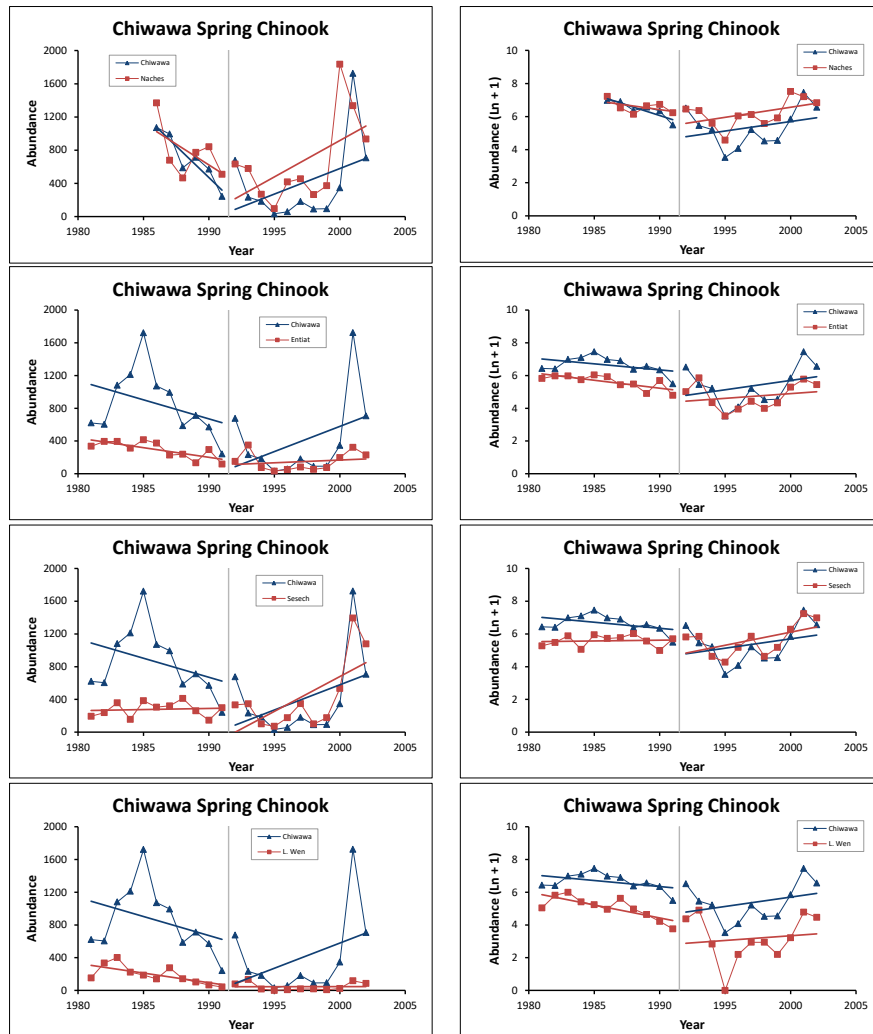 Chiwawa Spring Chinook
2000
1600
1200
800
400
0
Abundance
Chiwawa
Naches
1980 1985 1990 1995 2000 2005
Year
Chiwawa Spring Chinook
10
8
6
4
2
0
Abundance (Ln + 1)
Chiwawa
Naches
1980 1985 1990 1995 2000 2005
Year
Chiwawa Spring Chinook
2000
1600
1200
800
400
0
Abundance
Chiwawa
Entiat
1980 1985 1990 1995 2000 2005
Year
Chiwawa Spring Chinook
10
8
6
4
2
0
Abundance (Ln + 1)
Chiwawa
Entiat
1980 1985 1990 1995 2000 2005
Year
Chiwawa Spring Chinook
2000
1600
1200
800
400
0
Abundance
Chiwawa
Sesech
1980 1985 1990 1995 2000 2005
Year
Chiwawa Spring Chinook
10
8
6
4
2
0
Abundance (Ln + 1)
Chiwawa
Sesech
1980 1985 1990 1995 2000 2005
Year
Chiwawa Spring Chinook
2000
1600
1200
800
400
0
Abundance
Chiwawa
L. Wen
1980 1985 1990 1995 2000 2005
Year
Chiwawa Spring Chinook
10
8
6
4
2
0
Abundance (Ln + 1)
Chiwawa
L. Wen
1980 1985 1990 1995 2000 2005
Year